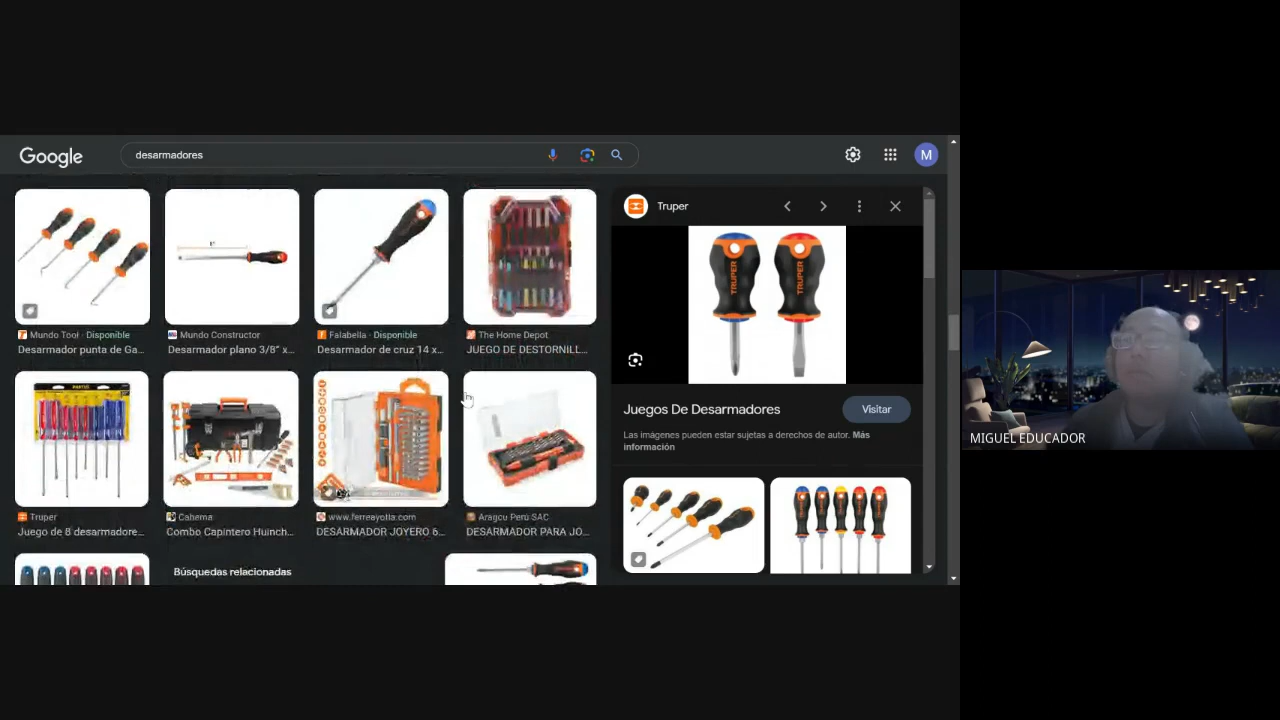 Google
desarmadores
M
Mundo Tool · Disponible
Desarmador punta de Ga...
Mundo Constructor
Desarmador plano 3/8" x...
Falabella · Disponible
Desarmador de cruz 14 x...
The Home Depot
JUEGO DE DESTORNILL...
Truper
Juego de 8 desarmadore...
Cahema
Combo Capintero Huinch...
www.ferreayolla.com
DESARMADOR JOYERO 6...
Araujcu Perú SAC
DESARMADOR PARA JO...
Búsquedas relacionadas
Truper
TRUPER
TRUPER
Juegos De Desarmadores
Visitar
Las imágenes pueden estar sujetas a derechos de autor. Más
información
MIGUEL EDUCADOR